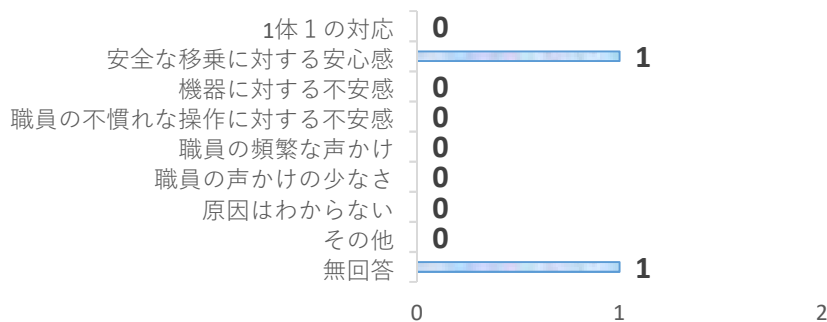 1体１の対応 0
安全な移乗に対する安心感 1
機器に対する不安感 0
職員の不慣れな操作に対する不安感 0
職員の頻繁な声かけ 0
職員の声かけの少なさ 0
原因はわからない 0
その他 0
無回答 1
0 1 2